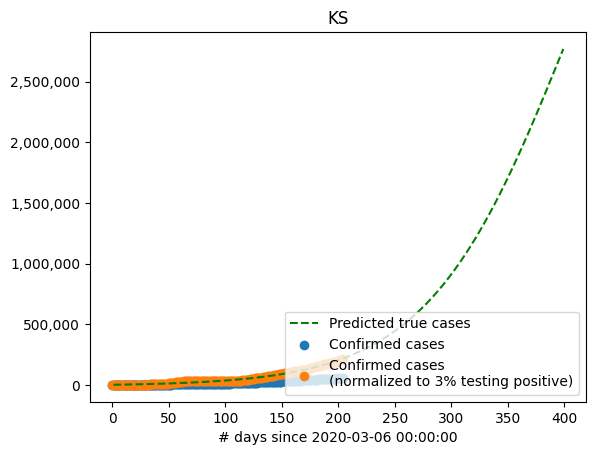 KS
2,500,000
2,000,000
1,500,000
1,000,000
500,000
0
Predicted true cases
Confirmed cases
Confirmed cases
(normalized to 3% testing positive)
0 50 100 150 200 250 300 350 400
# days since 2020-03-06 00:00:00